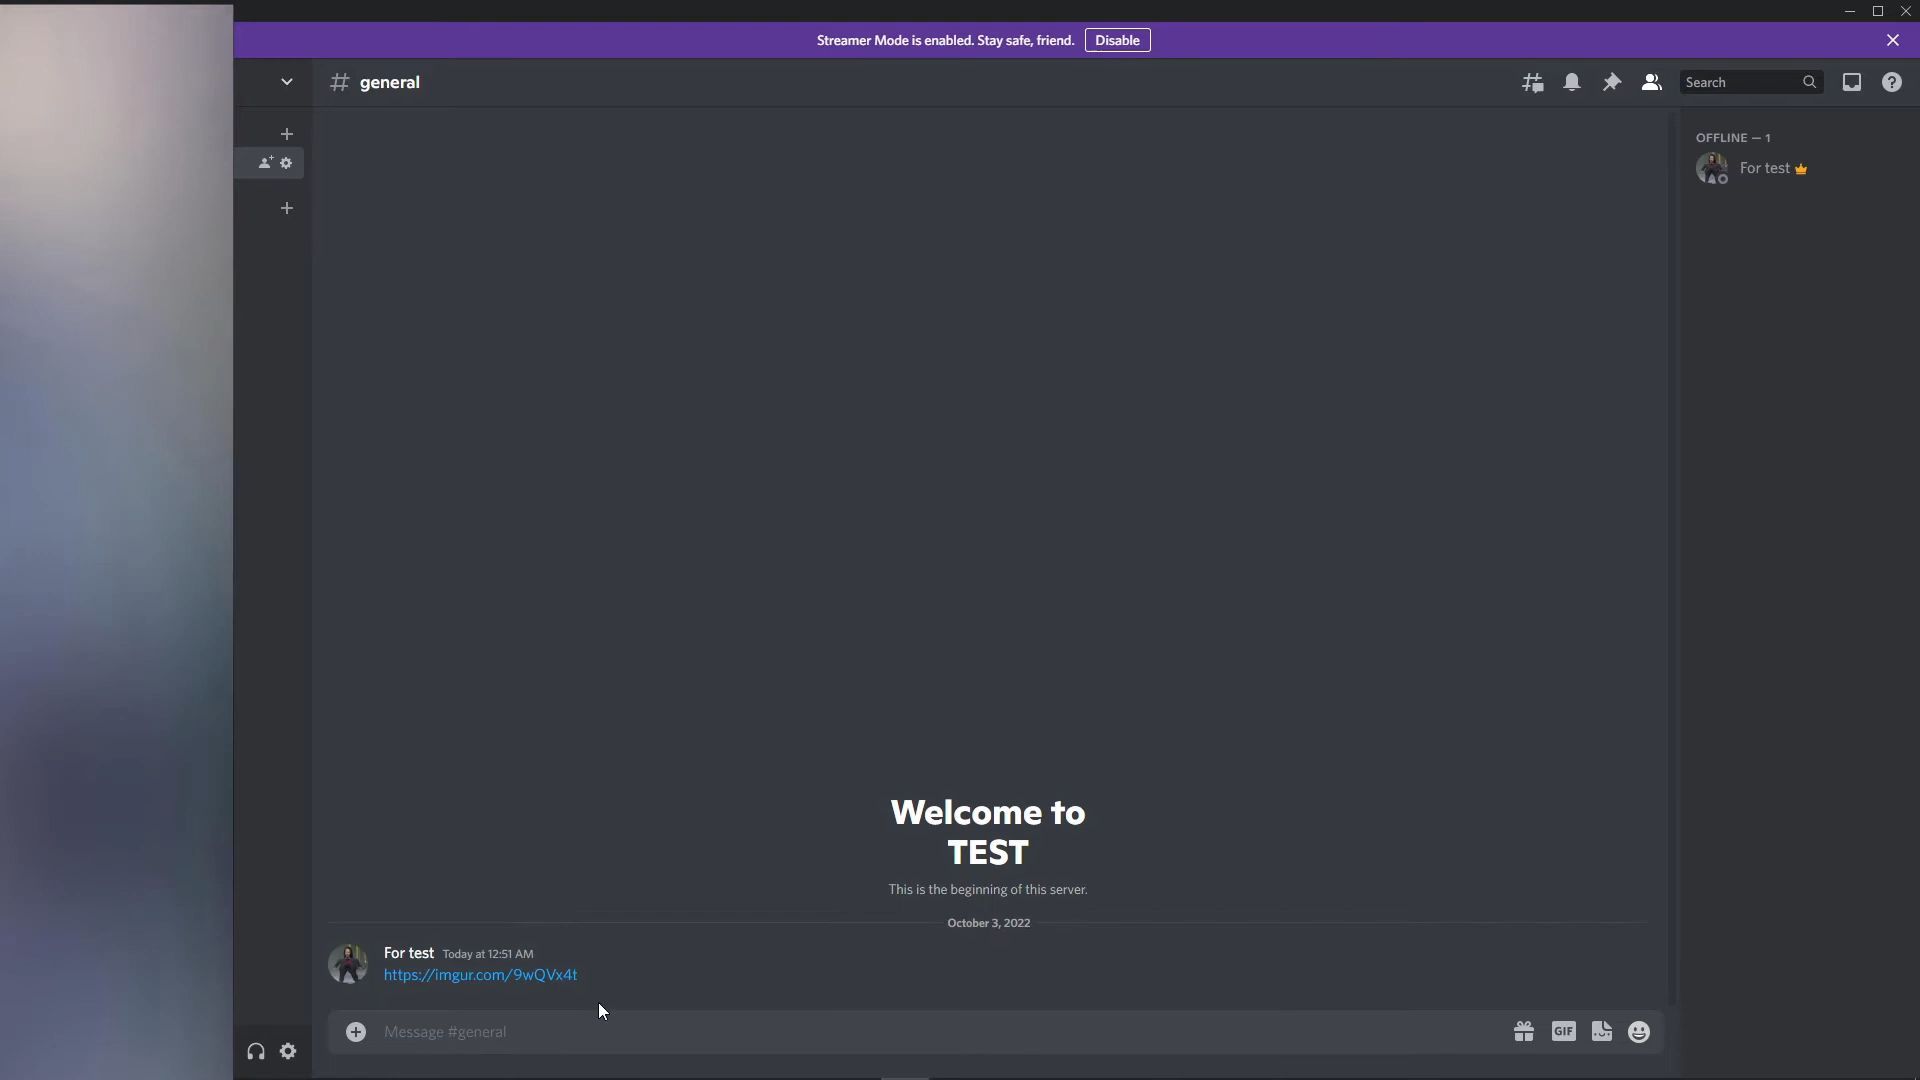 Streamer Mode is enabled. Stay safe, friend. Disable
general
Search
OFFLINE — 1
For test
Welcome to
TEST
This is the beginning of this server.
October 3, 2022
For test Today at 12:51 AM
https://imgur.com/9wQVx4t
Message #general
GIF